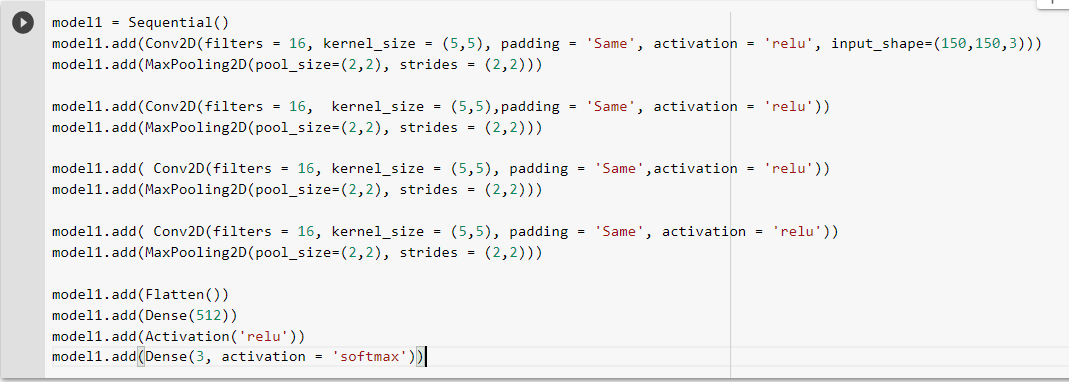 model1 = Sequential()
model1.add(Conv2D(filters = 16, kernel_size = (5,5), padding = 'Same', activation = 'relu', input_shape=(150,150,3)))
model1.add(MaxPooling2D(pool_size=(2,2), strides = (2,2)))
model1.add(Conv2D(filters = 16,  kernel_size = (5,5),padding = 'Same', activation = 'relu'))
model1.add(MaxPooling2D(pool_size=(2,2), strides = (2,2)))
model1.add( Conv2D(filters = 16, kernel_size = (5,5), padding = 'Same',activation = 'relu'))
model1.add(MaxPooling2D(pool_size=(2,2), strides = (2,2)))
model1.add( Conv2D(filters = 16, kernel_size = (5,5), padding = 'Same', activation = 'relu'))
model1.add(MaxPooling2D(pool_size=(2,2), strides = (2,2)))
model1.add(Flatten())
model1.add(Dense(512))
model1.add(Activation('relu'))
model1.add(Dense(3, activation = 'softmax'))